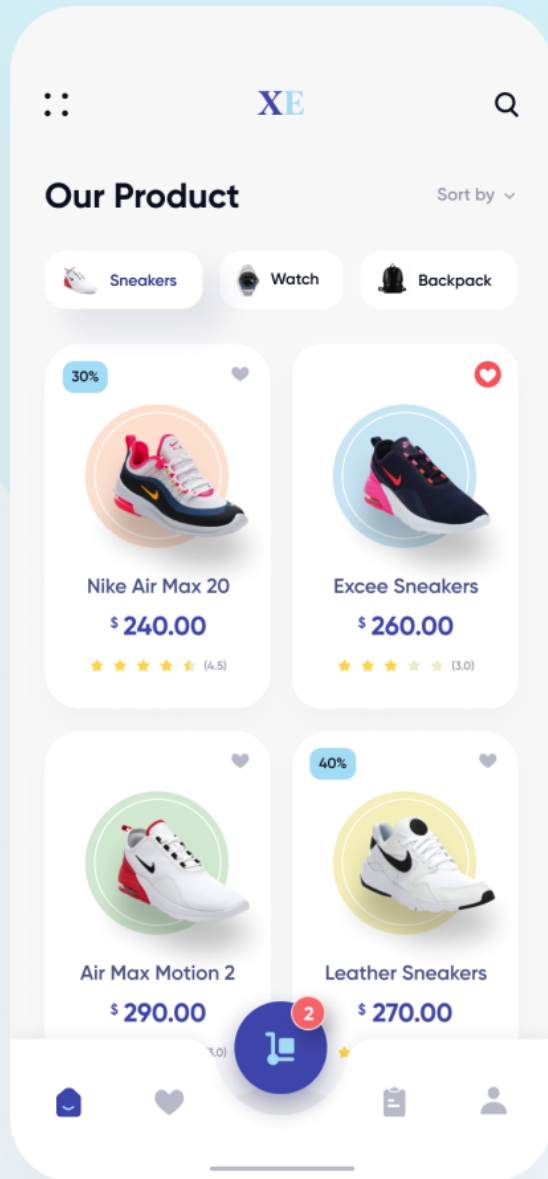 XE
Our Product
Sort by
Sneakers
Watch
Backpack
30%
Nike Air Max 20
$ 240.00
(4.5)
Excee Sneakers
$ 260.00
(3.0)
Air Max Motion 2
$ 290.00
40%
Leather Sneakers
$ 270.00
2